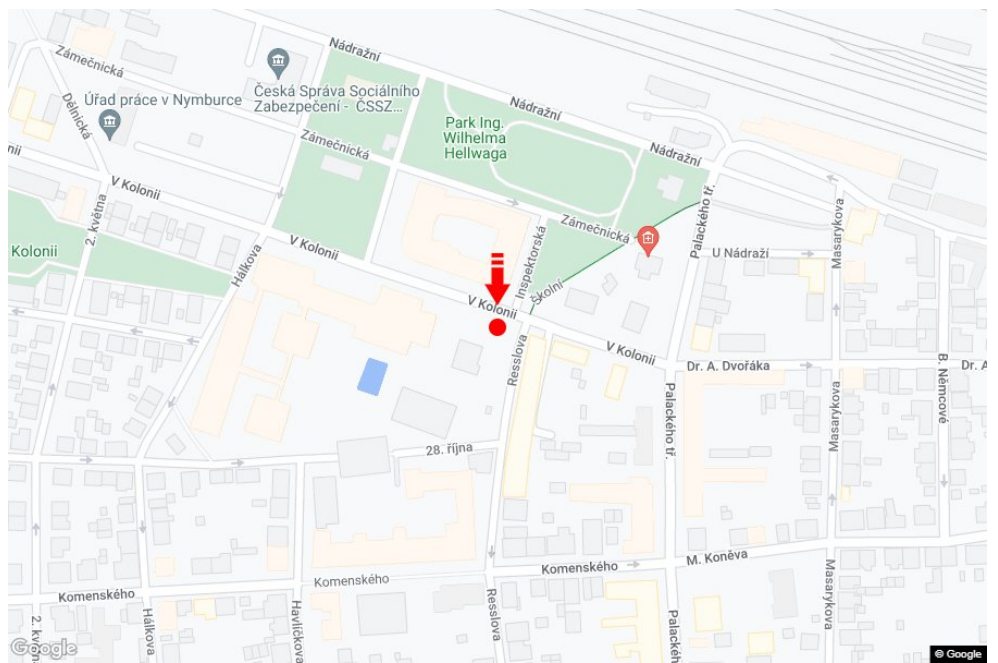 Nádražní
Zámečnická
Česká Správa Sociálního
Zabezpečení - ČSSZ...
Dělnická
Úřad práce v Nymburce
Nádražní
Park Ing.
Wilhelma
Hellwaga
Zámečnická
Nádražní
V Kolonii
Palackého tř.
2. května
Zámečnická
Masarykova
Kolonii
Hálkova
V Kolonii
Inspektorská
U Nádraží
Školní
V Kolonii
V Kolonii
Resslova
Dr. A. Dvořáka
B. Němcové
Dr. A
Palackého tř.
Masarykova
28. října
M. Koněva
Komenského
Komenského
Komenského
2. kvě
Hálkova
Havlíčkova
Resslova
Palackého
Masarykova
Google
© Google